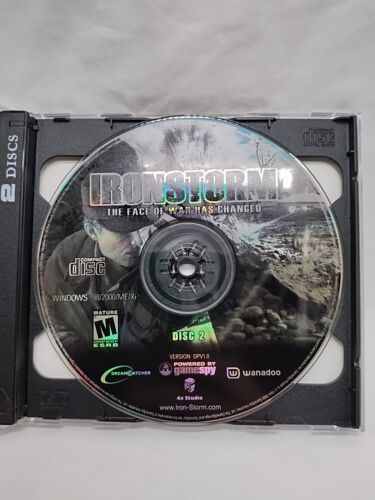 2 DISCS
IRONSTORM
THE FACE OF WAR HAS CHANGED
COMPACT
disc
WINDOWS 98/2000/ME/XP
MATURE
M
ESRB
DISC 2
VERSION: DPV1.0
DREAMCATCHER
POWERED BY
gamespy
wanadoo
4x Studio
www.Iron-Storm.com